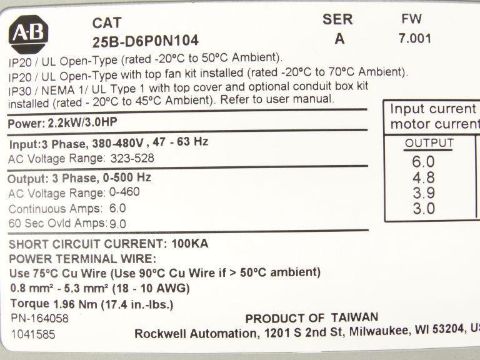 AB
CAT SER FW
25B-D6P0N104 A 7.001
IP20 / UL Open-Type (rated -20°C to 50°C Ambient).
IP20 / UL Open-Type with top fan kit installed (rated -20°C to 70°C Ambient).
IP30 / NEMA 1/ UL Type 1 with top cover and optional conduit box kit
installed (rated - 20°C to 45°C Ambient). Refer to user manual.
Power: 2.2kW/3.0HP
Input:3 Phase, 380-480V , 47 - 63 Hz
AC Voltage Range: 323-528
Output: 3 Phase, 0-500 Hz
AC Voltage Range: 0-460
Continuous Amps: 6.0
60 Sec Ovld Amps:9.0
Input current
motor current
OUTPUT
6.0
4.8
3.9
3.0
SHORT CIRCUIT CURRENT: 100KA
POWER TERMINAL WIRE:
Use 75°C Cu Wire (Use 90°C Cu Wire if > 50°C ambient)
0.8 mm² - 5.3 mm² (18 - 10 AWG)
Torque 1.96 Nm (17.4 in.-lbs.)
PN-164058
1041585
PRODUCT OF TAIWAN
Rockwell Automation, 1201 S 2nd St, Milwaukee, WI 53204, US